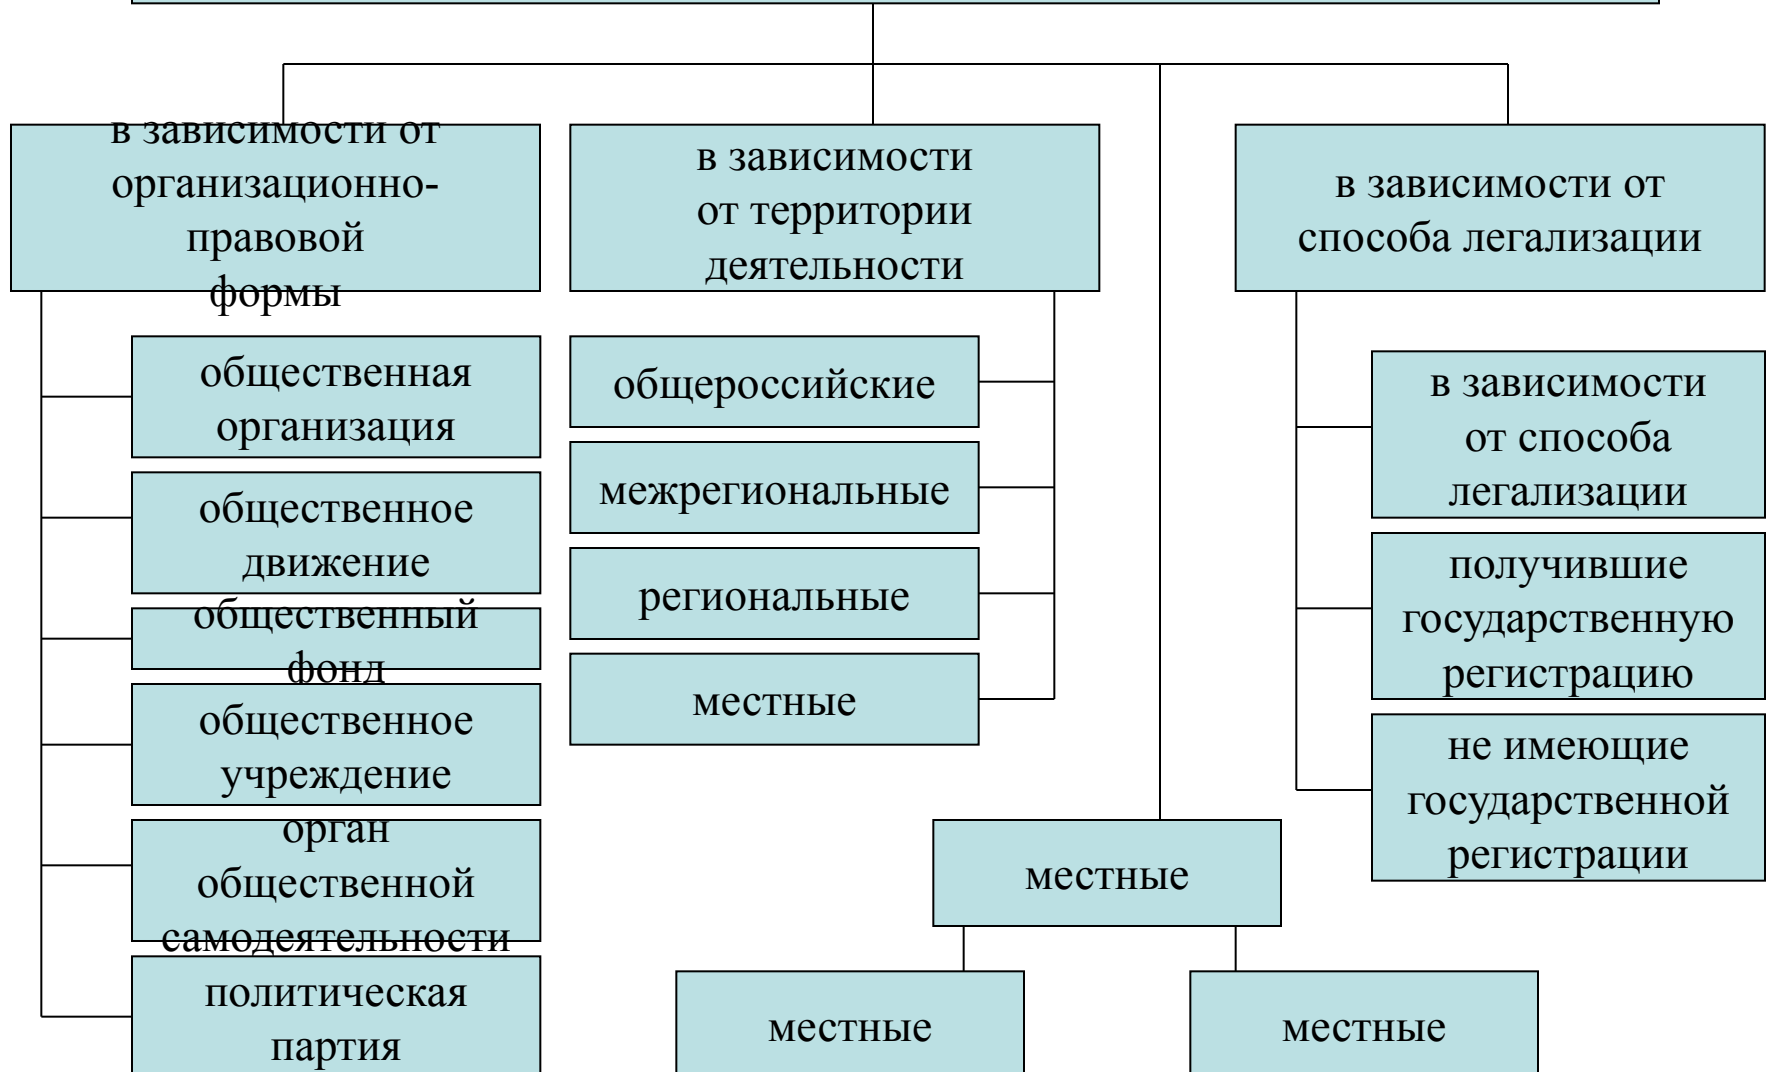 в зависимости от
организационно-
правовой
формы
общественная
организация
общественное
движение
общественный
фонд
общественное
учреждение
орган
общественной
самодеятельности
политическая
партия
в зависимости
от территории
деятельности
общероссийские
межрегиональные
региональные
местные
местные
местные
местные
в зависимости от
способа легализации
в зависимости
от способа
легализации
получившие
государственную
регистрацию
не имеющие
государственной
регистрации